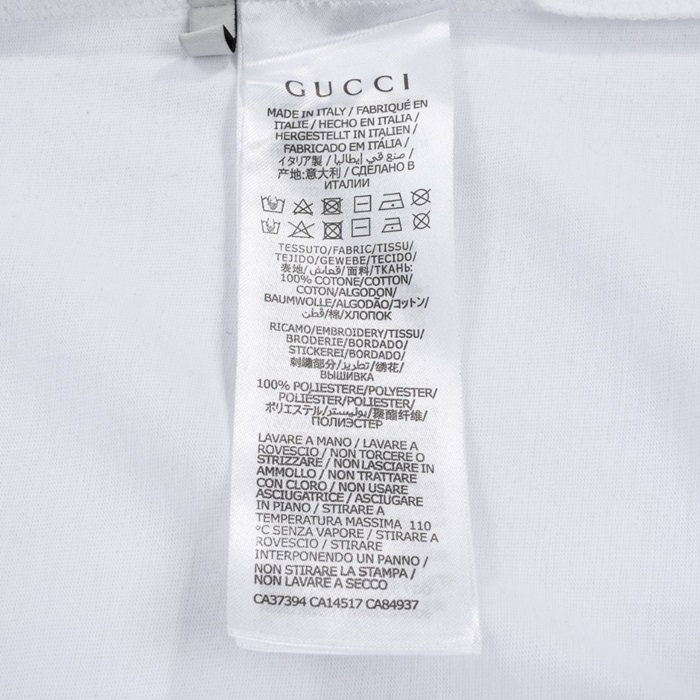 GUCCI
MADE IN ITALY / FABRIQUÉ EN
ITALIE / HECHO EN ITALIA /
HERGESTELLT IN ITALIEN /
FABRICADO EM ITÁLIA /
イタリア製 / صنع في إيطاليا /
产地:意大利 / СДЕЛАНО В
ИТАЛИИ
TESSUTO/FABRIC/TISSU/
TEJIDO/GEWEBE/TECIDO/
表地/قماش/面料/ТКАНЬ:
100% COTONE/COTTON/
COTON/ALGODON/
BAUMWOLLE/ALGODÃO/コットン/
قطن/棉/ХЛОПОК
RICAMO/EMBROIDERY/TISSU/
BRODERIE/BORDADO/
STICKEREI/BORDADO/
刺繍部分/تطريز/绣花/
ВЫШИВКА
100% POLIESTERE/POLYESTER/
POLIÉSTER/POLIESTER/
ポリエステル/بوليستر/聚酯纤维/
ПОЛИЭСТЕР
LAVARE A MANO / LAVARE A
ROVESCIO / NON TORCERE O
STRIZZARE / NON LASCIARE IN
AMMOLLO / NON TRATTARE
CON CLORO / NON USARE
ASCIUGATRICE / ASCIUGARE
IN PIANO / STIRARE A
TEMPERATURA MASSIMA 110
°C SENZA VAPORE / STIRARE A
ROVESCIO / STIRARE
INTERPONENDO UN PANNO /
NON STIRARE LA STAMPA /
NON LAVARE A SECCO
CA37394 CA14517 CA84937